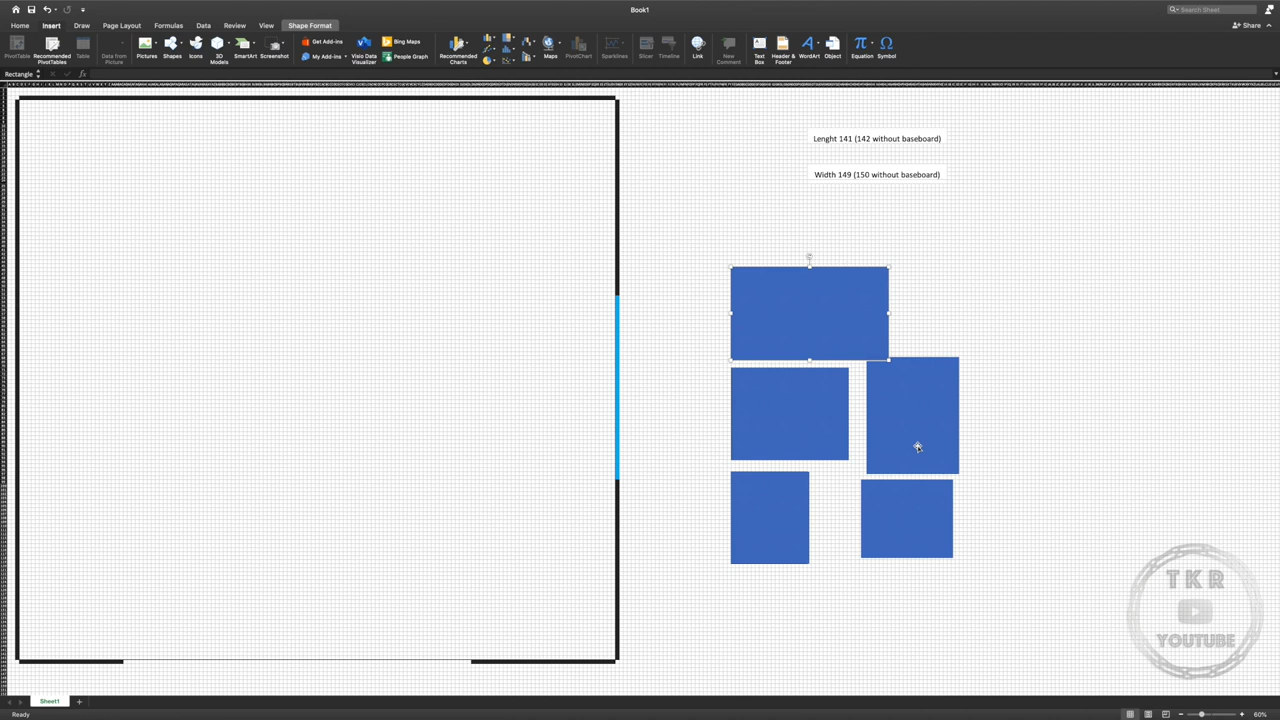 Book1
Search Sheet
Home Insert Draw Page Layout Formulas Data Review View Shape Format
Share
PivotTable
Recommended PivotTables
Table
Data from Picture
Pictures
Shapes
Icons
3D Models
SmartArt
Screenshot
Get Add-ins
My Add-ins
Visio Data Visualizer
Bing Maps
People Graph
Recommended Charts
Maps
PivotChart
Sparklines
Slicer
Timeline
Link
New Comment
Text Box
Header & Footer
WordArt
Object
Equation
Symbol
Rectangle
fx
Lenght 141 (142 without baseboard)
Width 149 (150 without baseboard)
TKR
YOUTUBE
Sheet1
Ready
60%